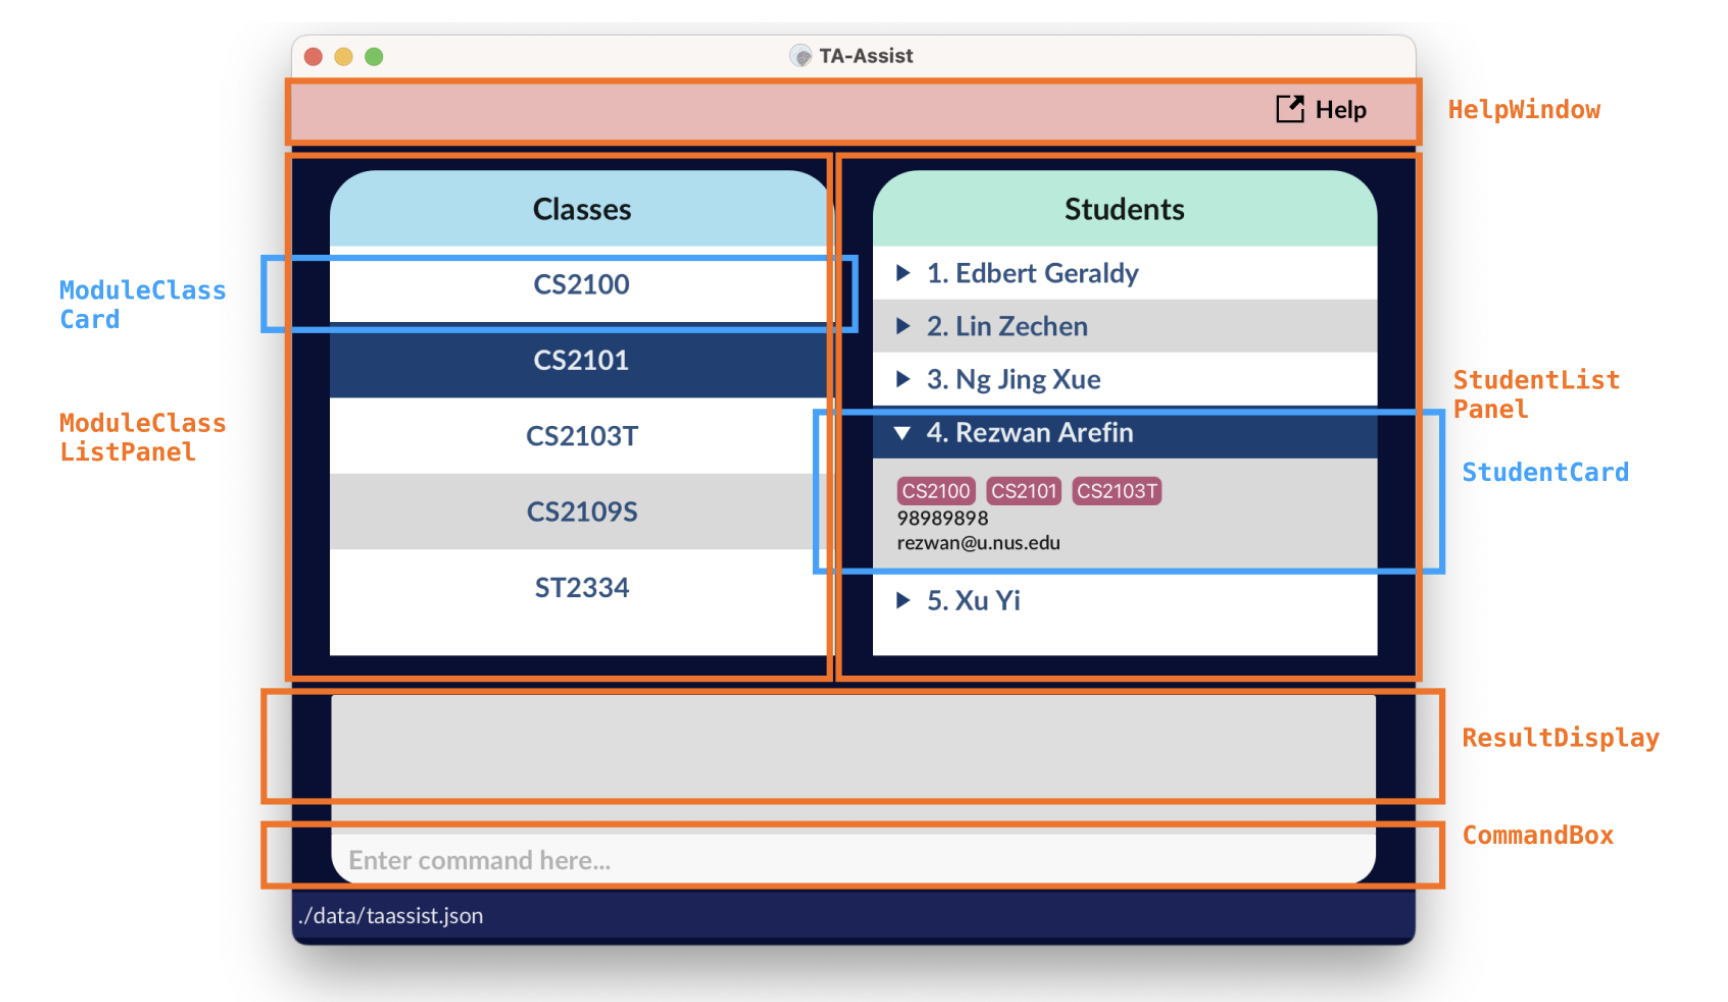 TA-Assist
Help
HelpWindow
Classes
CS2100
CS2101
CS2103T
CS2109S
ST2334
ModuleClass
Card
ModuleClass
ListPanel
Students
1. Edbert Geraldy
2. Lin Zechen
3. Ng Jing Xue
4. Rezwan Arefin
CS2100 CS2101 CS2103T
98989898
rezwan@u.nus.edu
5. Xu Yi
StudentList
Panel
StudentCard
ResultDisplay
CommandBox
Enter command here...
./data/taassist.json